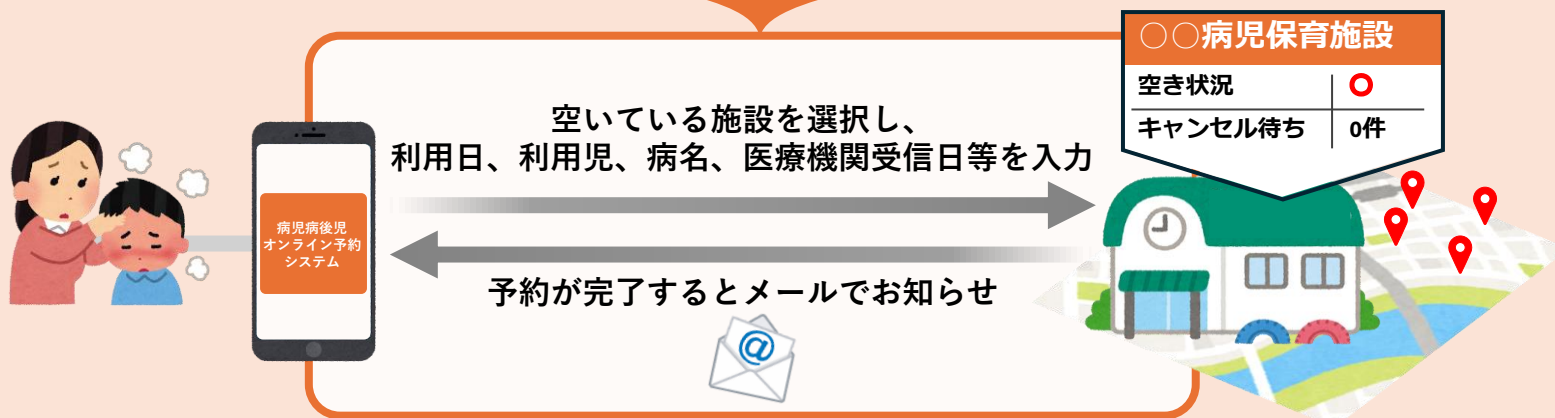 ○○病児保育施設
空き状況 ○
キャンセル待ち 0件
空いている施設を選択し、
利用日、利用児、病名、医療機関受信日等を入力
病児病後児
オンライン予約
システム
予約が完了するとメールでお知らせ
@